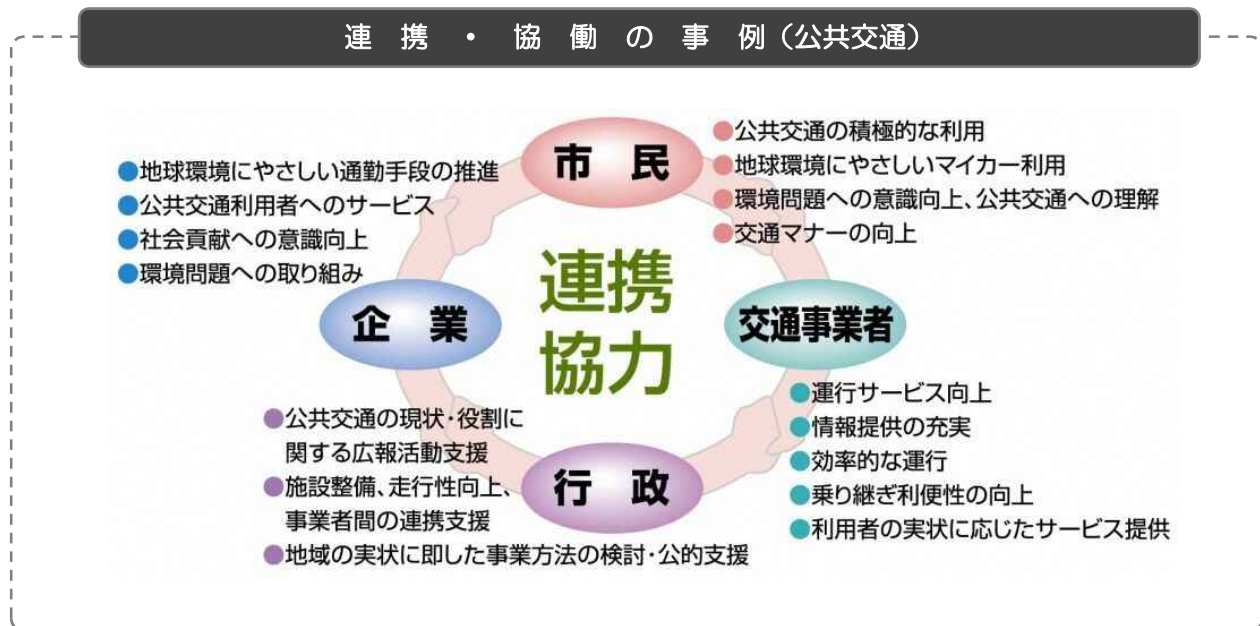 連携・協働の事例（公共交通）
市民
●公共交通の積極的な利用
●地球環境にやさしいマイカー利用
●環境問題への意識向上、公共交通への理解
●交通マナーの向上
●地球環境にやさしい通勤手段の推進
●公共交通利用者へのサービス
●社会貢献への意識向上
●環境問題への取り組み
企業
連携
協力
交通事業者
●運行サービス向上
●情報提供の充実
●効率的な運行
●乗り継ぎ利便性の向上
●利用者の実状に応じたサービス提供
●公共交通の現状・役割に
関する広報活動支援
●施設整備、走行性向上、
事業者間の連携支援
●地域の実状に即した事業方法の検討・公的支援
行政